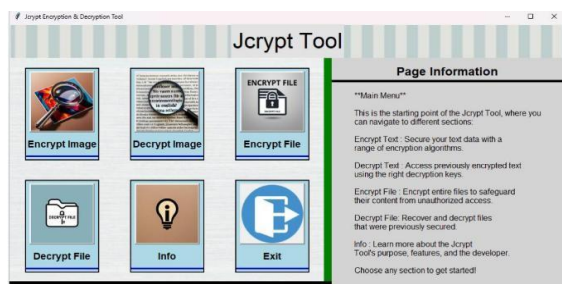 Jcrypt Encryption & Decryption Tool
Jcrypt Tool
Encrypt Image
Decrypt Image
ENCRYPT FILE
Encrypt File
Decrypt File
Info
Exit
Page Information
**Main Menu**
This is the starting point of the Jcrypt Tool, where you
can navigate to different sections:
Encrypt Text : Secure your text data with a
range of encryption algorithms.
Decrypt Text : Access previously encrypted text
using the right decryption keys.
Encrypt File : Encrypt entire files to safeguard
their content from unauthorized access.
Decrypt File: Recover and decrypt files
that were previously secured.
Info : Learn more about the Jcrypt
Tool's purpose, features, and the developer.
Choose any section to get started!